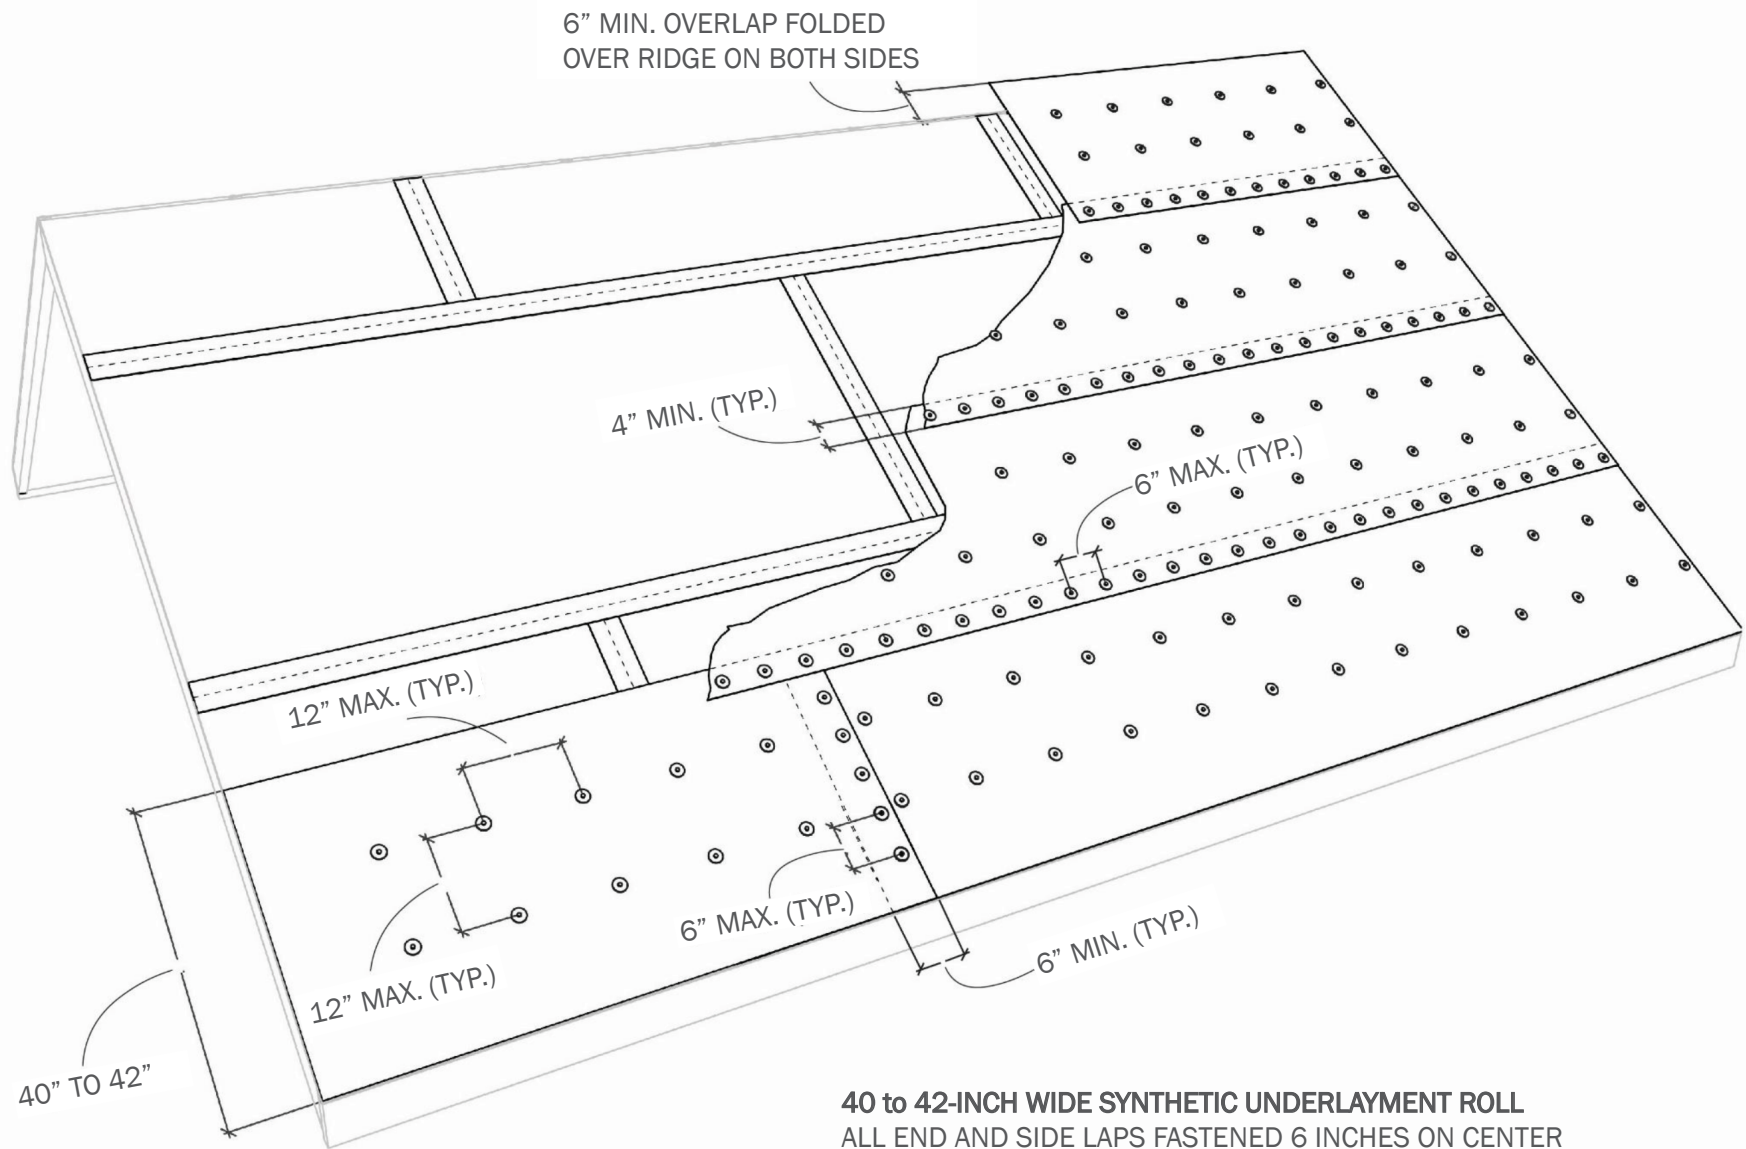 6” MIN. OVERLAP FOLDED
OVER RIDGE ON BOTH SIDES
4” MIN. (TYP.)
6” MAX. (TYP.)
12” MAX. (TYP.)
6” MAX. (TYP.)
6” MIN. (TYP.)
12” MAX. (TYP.)
40” TO 42”
40 to 42-INCH WIDE SYNTHETIC UNDERLAYMENT ROLL
ALL END AND SIDE LAPS FASTENED 6 INCHES ON CENTER